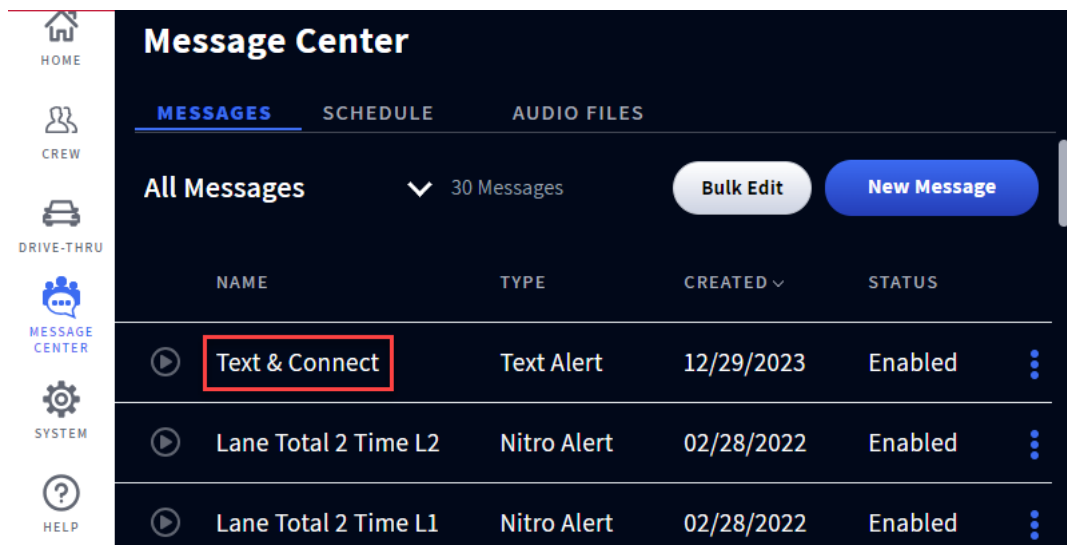 HOME
CREW
DRIVE-THRU
MESSAGE
CENTER
SYSTEM
HELP
Message Center
MESSAGES SCHEDULE AUDIO FILES
All Messages 30 Messages Bulk Edit New Message
NAME TYPE CREATED STATUS
Text & Connect Text Alert 12/29/2023 Enabled
Lane Total 2 Time L2 Nitro Alert 02/28/2022 Enabled
Lane Total 2 Time L1 Nitro Alert 02/28/2022 Enabled